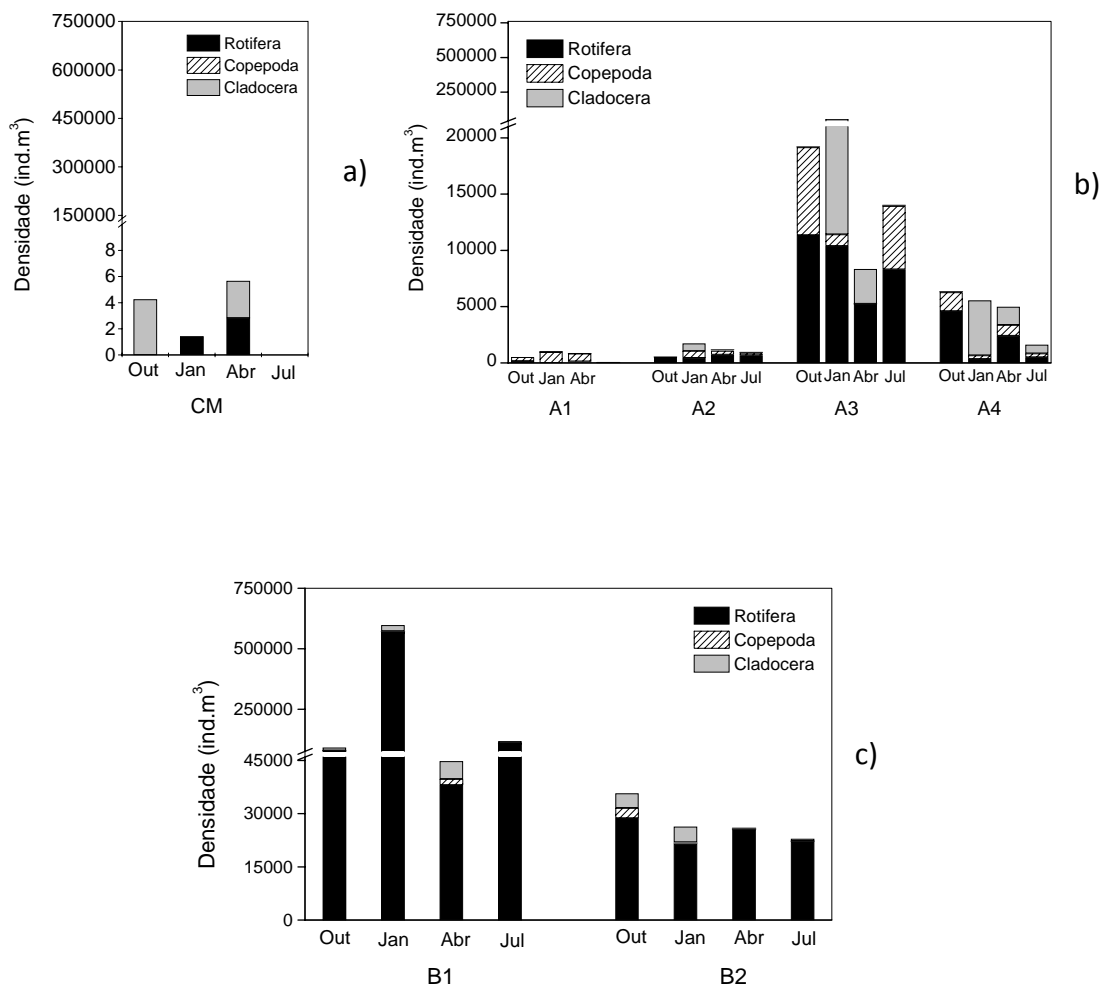 750000
600000
450000
300000
150000
8
6
4
2
0
Densidade (ind.m³)
Rotifera
Copepoda
Cladocera
Out Jan Abr Jul
CM
a)
750000
500000
250000
20000
15000
10000
5000
0
Densidade (ind.m³)
Rotifera
Copepoda
Cladocera
Out Jan Abr Out Jan Abr Jul Out Jan Abr Jul Out Jan Abr Jul
A1 A2 A3 A4
b)
750000
500000
250000
45000
30000
15000
0
Densidade (ind.m³)
Rotifera
Copepoda
Cladocera
Out Jan Abr Jul Out Jan Abr Jul
B1 B2
c)